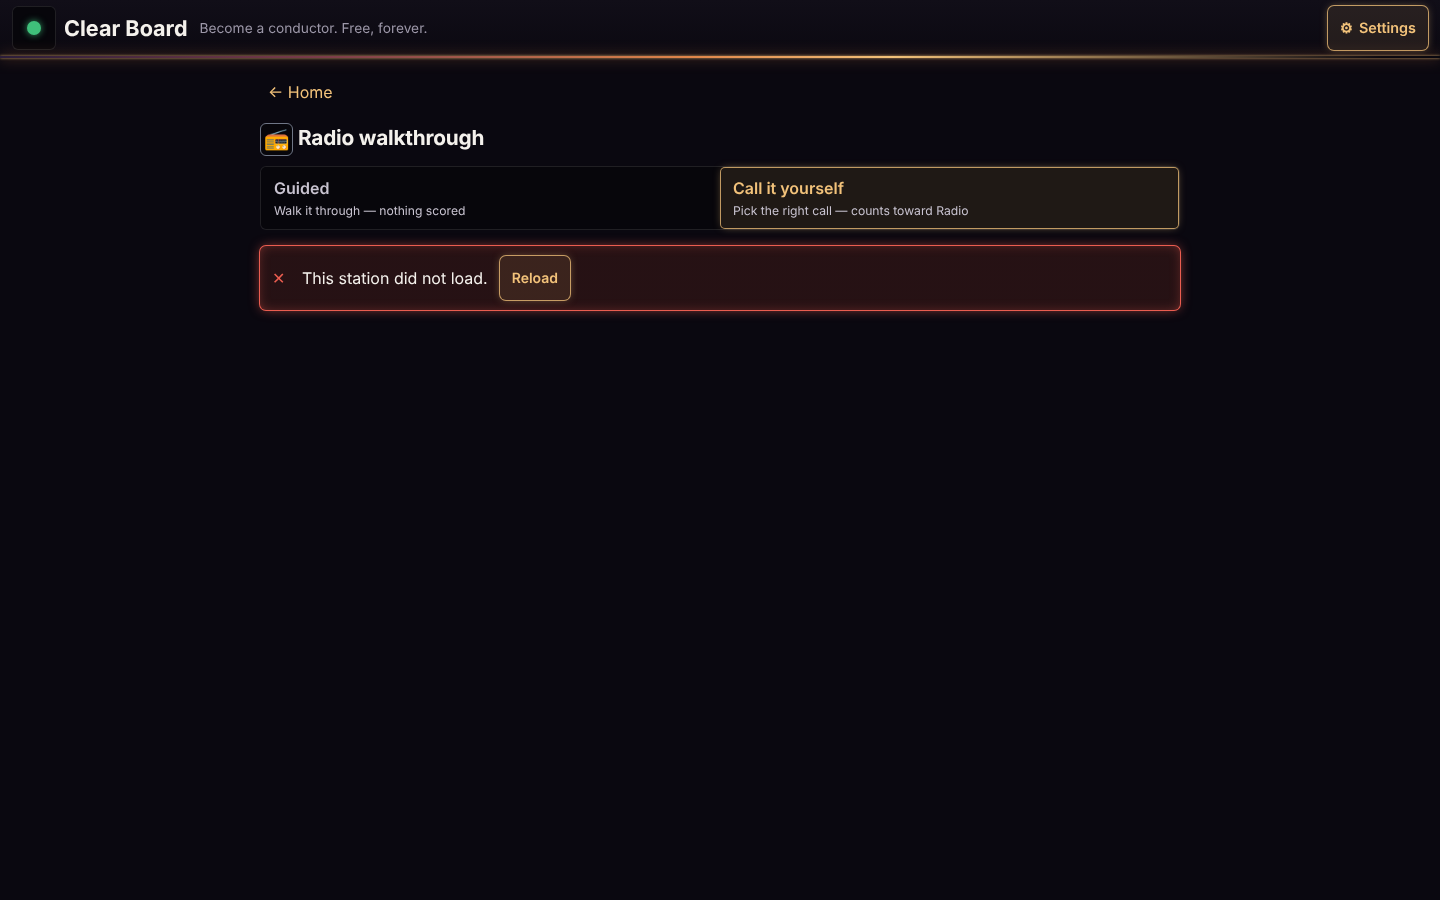 Clear Board Become a conductor. Free, forever.
⚙ Settings
← Home
Radio walkthrough
Guided
Walk it through — nothing scored
Call it yourself
Pick the right call — counts toward Radio
✕ This station did not load. Reload